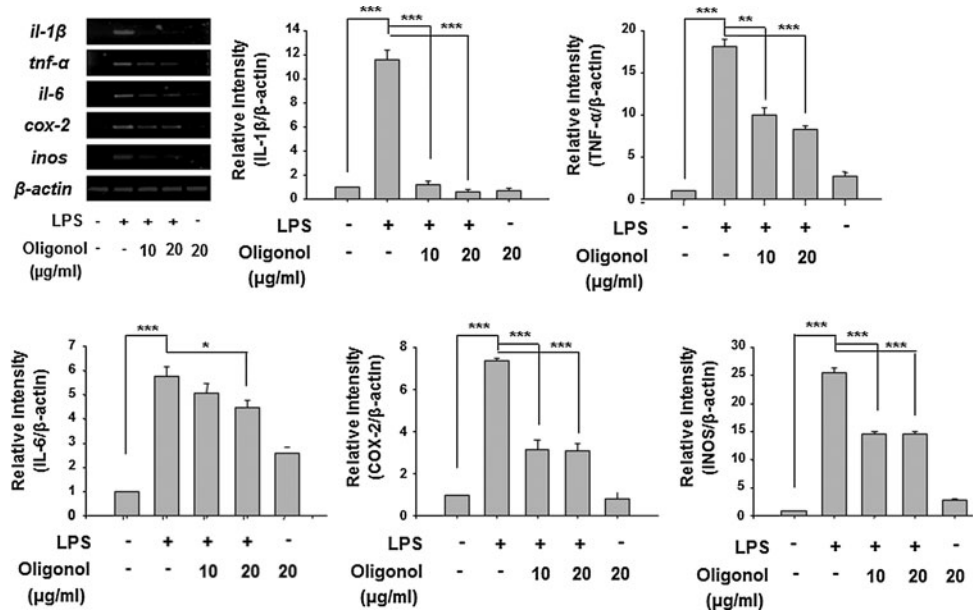 il-1β
tnf-α
il-6
cox-2
inos
β-actin
LPS - + + + -
Oligonol - - 10 20 20
(μg/ml)
Relative Intensity
(IL-1β/β-actin)
14
12
10
8
6
4
2
0
*** *** ***
LPS - + + + -
Oligonol - - 10 20 20
(μg/ml)
Relative Intensity
(TNF-α/β-actin)
20
15
10
5
0
*** ** ***
LPS - + + + -
Oligonol - - 10 20 20
(μg/ml)
Relative Intensity
(IL-6/β-actin)
7
6
5
4
3
2
1
0
*** *
LPS - + + + -
Oligonol - - 10 20 20
(μg/ml)
Relative Intensity
(COX-2/β-actin)
8
6
4
2
0
*** *** ***
LPS - + + + -
Oligonol - - 10 20 20
(μg/ml)
Relative Intensity
(INOS/β-actin)
30
25
20
15
10
5
0
*** *** ***
LPS - + + + -
Oligonol - - 10 20 20
(μg/ml)